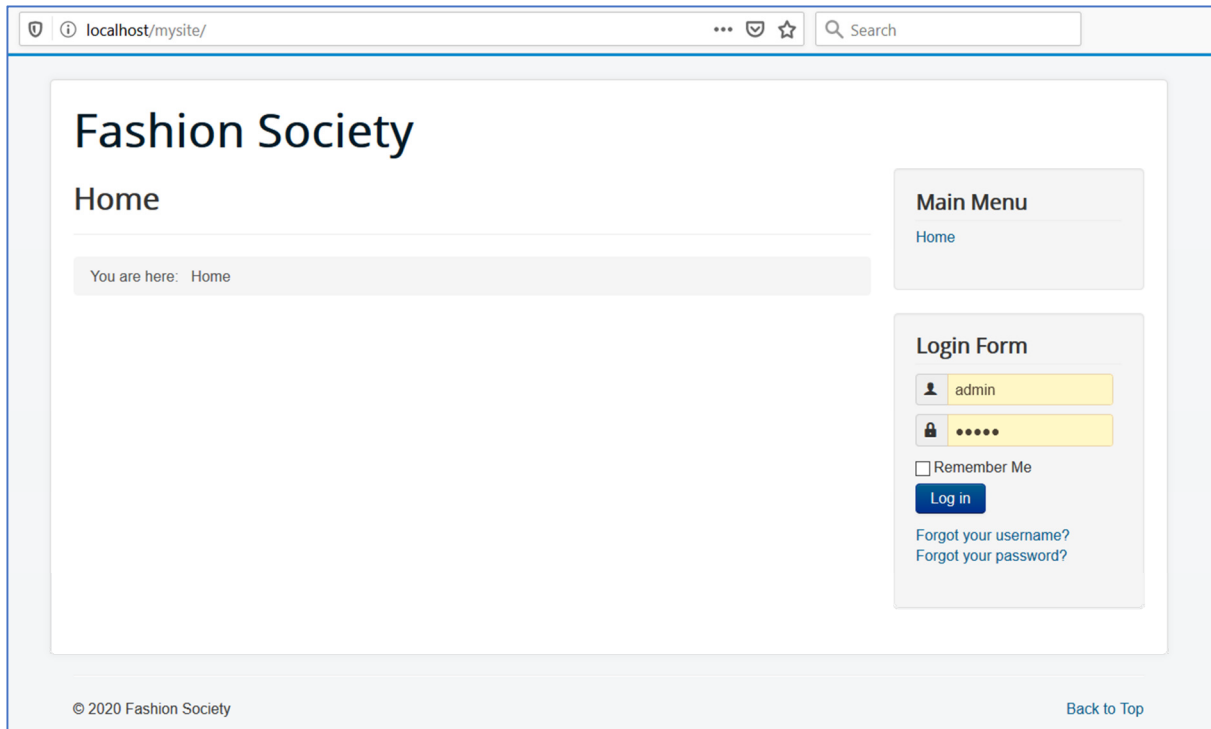 localhost/mysite/
Search
Fashion Society
Home
You are here: Home
Main Menu
Home
Login Form
admin
•••••
Remember Me
Log in
Forgot your username?
Forgot your password?
© 2020 Fashion Society
Back to Top